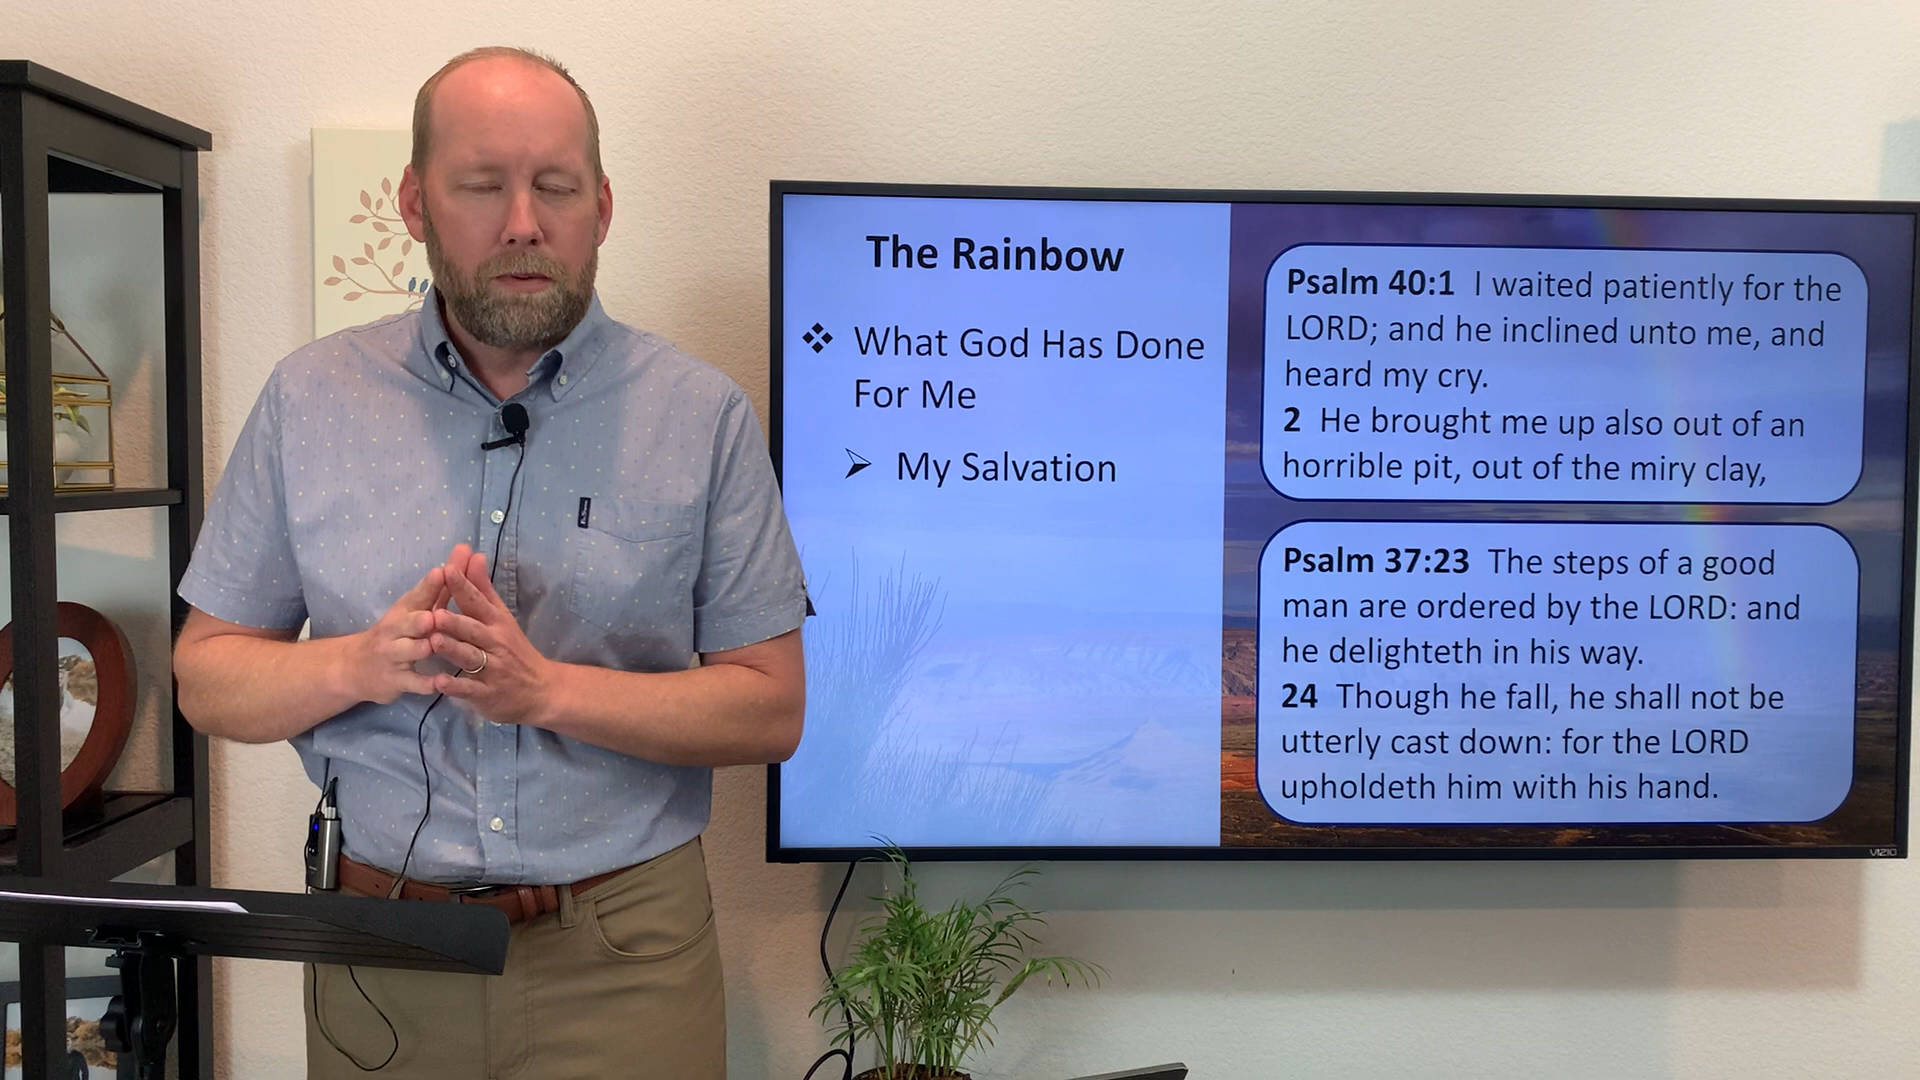 The Rainbow
What God Has Done
For Me
My Salvation
Psalm 40:1 I waited patiently for the
LORD; and he inclined unto me, and
heard my cry.
2 He brought me up also out of an
horrible pit, out of the miry clay,
Psalm 37:23 The steps of a good
man are ordered by the LORD: and
he delighteth in his way.
24 Though he fall, he shall not be
utterly cast down: for the LORD
upholdeth him with his hand.
VIZIO